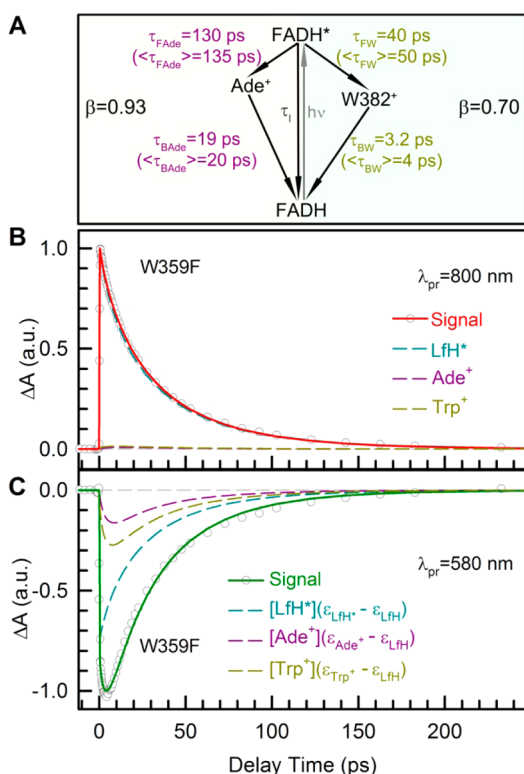 A
τFAde=130 ps
(<τFAde>=135 ps)
FADH*
τFW=40 ps
(<τFW>=50 ps)
Ade+
W382+
β=0.93
τI
hν
β=0.70
τBAde=19 ps
(<τBAde>=20 ps)
τBW=3.2 ps
(<τBW>=4 ps)
FADH
B
1.0
W359F
λpr=800 nm
Signal
LfH*
Ade+
Trp+
0.5
ΔA (a.u.)
0.0
C
0.0
λpr=580 nm
ΔA (a.u.)
-0.5
Signal
[LfH*](εLfH* - εLfH)
[Ade+](εAde+ - εLfH)
[Trp+](εTrp+ - εLfH)
W359F
-1.0
0 50 100 150 200
Delay Time (ps)